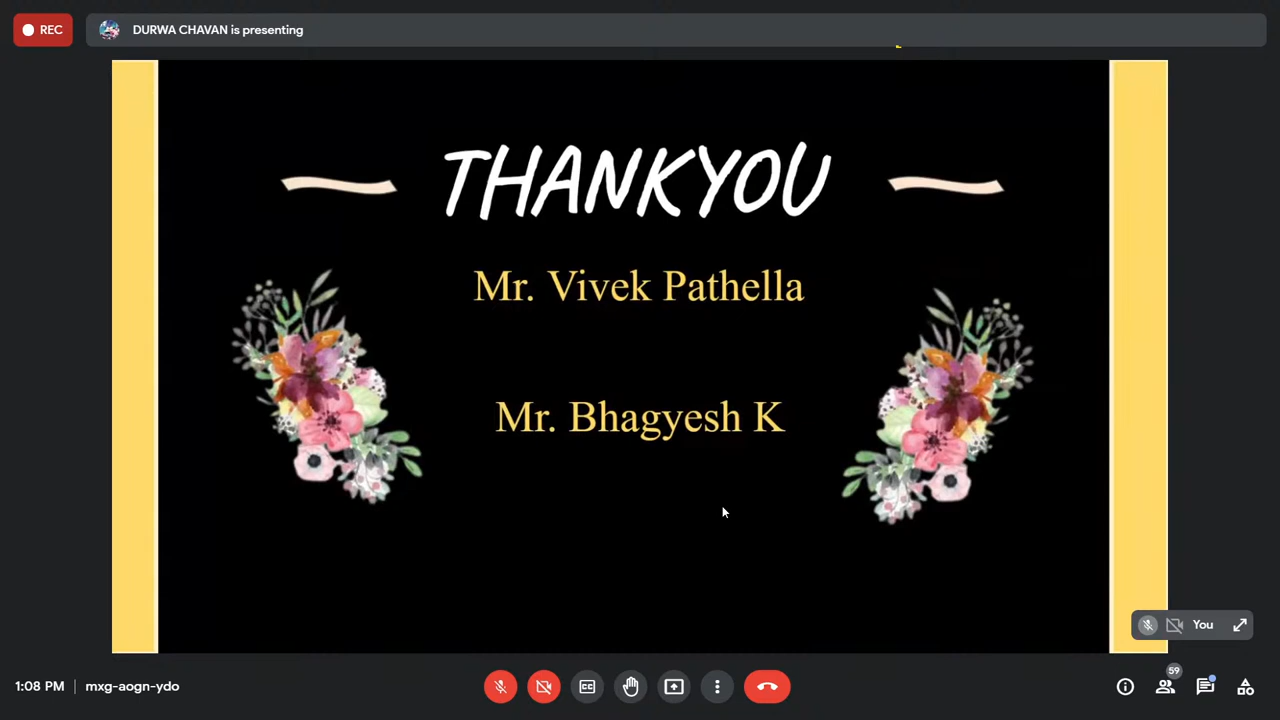 REC
DURWA CHAVAN is presenting
THANKYOU
Mr. Vivek Pathella
Mr. Bhagyesh K
You
59
1:08 PM | mxg-aogn-ydo